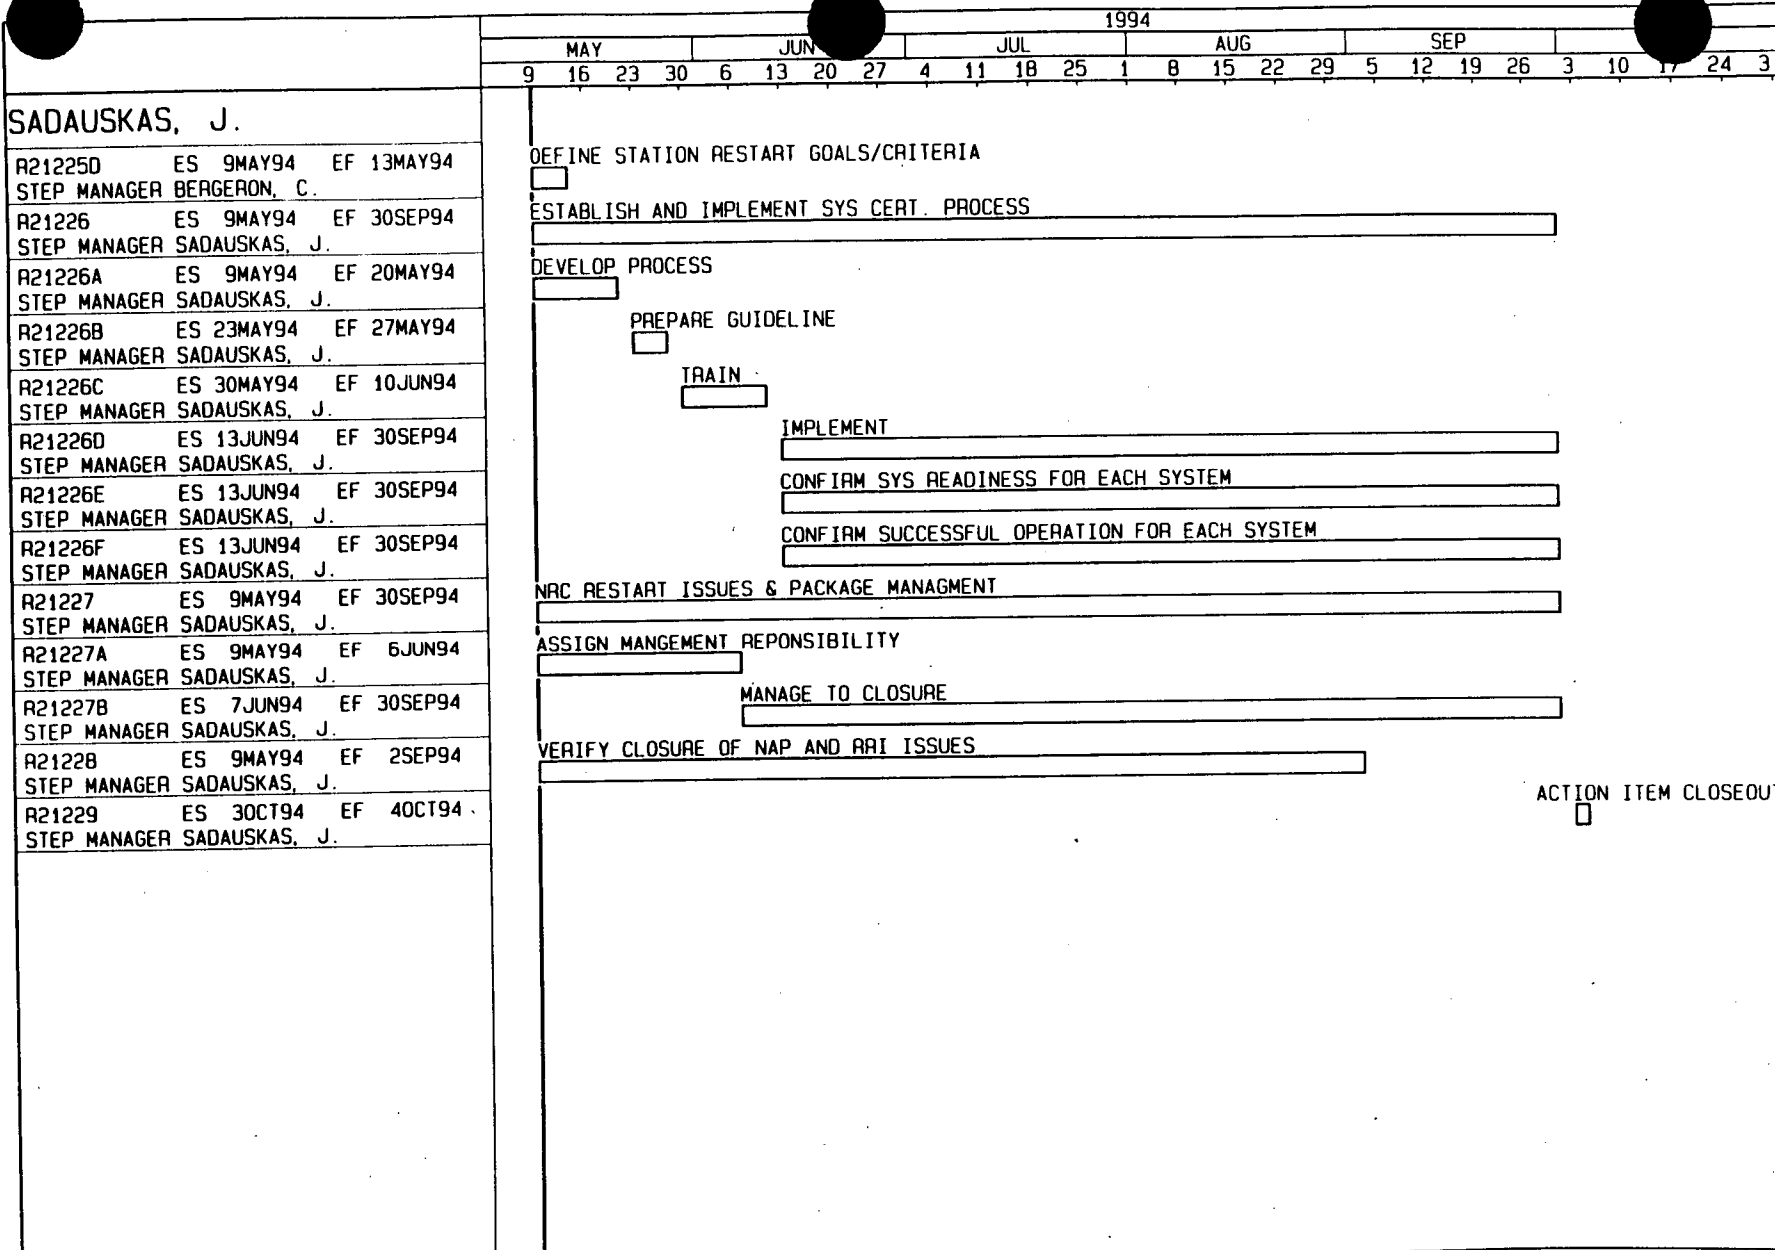 1994
MAY JUN JUL AUG SEP
9 16 23 30 6 13 20 27 4 11 18 25 1 8 15 22 29 5 12 19 26 3 10 17 24 3
SADAUSKAS, J.
R21225D ES 9MAY94 EF 13MAY94
STEP MANAGER BERGERON, C.
DEFINE STATION RESTART GOALS/CRITERIA
R21226 ES 9MAY94 EF 30SEP94
STEP MANAGER SADAUSKAS, J.
ESTABLISH AND IMPLEMENT SYS CERT. PROCESS
R21226A ES 9MAY94 EF 20MAY94
STEP MANAGER SADAUSKAS, J.
DEVELOP PROCESS
R21226B ES 23MAY94 EF 27MAY94
STEP MANAGER SADAUSKAS, J.
PREPARE GUIDELINE
R21226C ES 30MAY94 EF 10JUN94
STEP MANAGER SADAUSKAS, J.
TRAIN
R21226D ES 13JUN94 EF 30SEP94
STEP MANAGER SADAUSKAS, J.
IMPLEMENT
R21226E ES 13JUN94 EF 30SEP94
STEP MANAGER SADAUSKAS, J.
CONFIRM SYS READINESS FOR EACH SYSTEM
R21226F ES 13JUN94 EF 30SEP94
STEP MANAGER SADAUSKAS, J.
CONFIRM SUCCESSFUL OPERATION FOR EACH SYSTEM
R21227 ES 9MAY94 EF 30SEP94
STEP MANAGER SADAUSKAS, J.
NRC RESTART ISSUES & PACKAGE MANAGMENT
R21227A ES 9MAY94 EF 6JUN94
STEP MANAGER SADAUSKAS, J.
ASSIGN MANGEMENT REPONSIBILITY
R21227B ES 7JUN94 EF 30SEP94
STEP MANAGER SADAUSKAS, J.
MANAGE TO CLOSURE
R21228 ES 9MAY94 EF 2SEP94
STEP MANAGER SADAUSKAS, J.
VERIFY CLOSURE OF NAP AND RRI ISSUES
R21229 ES 3OCT94 EF 4OCT94
STEP MANAGER SADAUSKAS, J.
ACTION ITEM CLOSEOUT